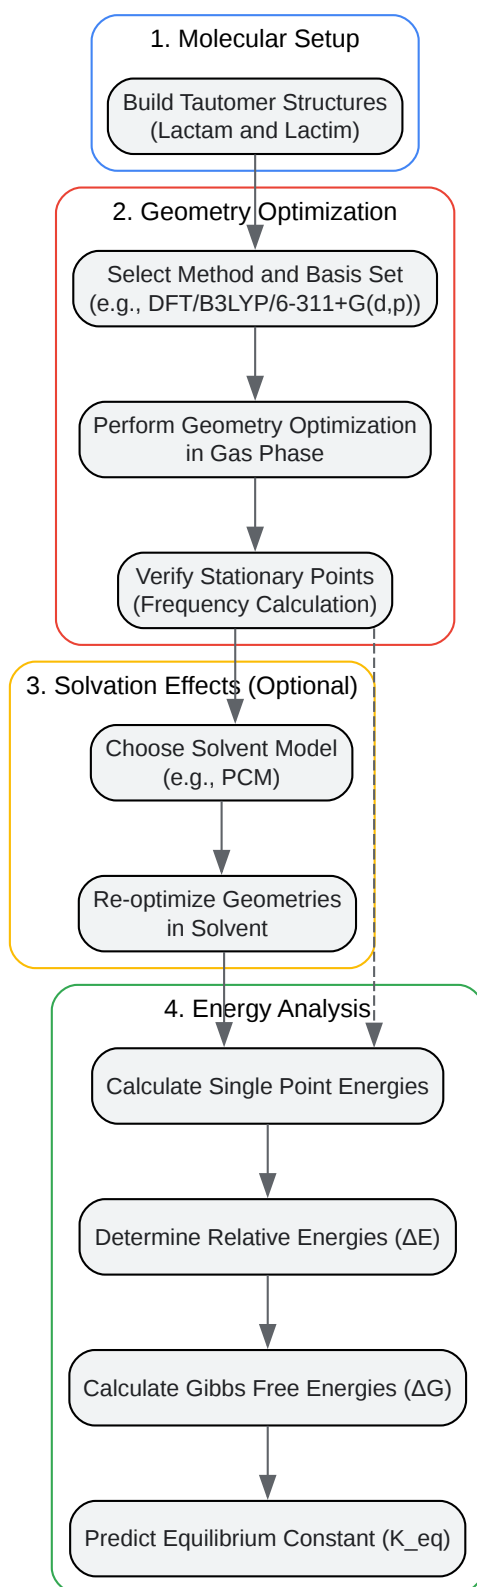 1. Molecular Setup
Build Tautomer Structures
(Lactam and Lactim)
2. Geometry Optimization
Select Method and Basis Set
(e.g., DFT/B3LYP/6-311+G(d,p))
Perform Geometry Optimization
in Gas Phase
Verify Stationary Points
(Frequency Calculation)
3. Solvation Effects (Optional)
Choose Solvent Model
(e.g., PCM)
Re-optimize Geometries
in Solvent
4. Energy Analysis
Calculate Single Point Energies
Determine Relative Energies (ΔE)
Calculate Gibbs Free Energies (ΔG)
Predict Equilibrium Constant (K_eq)